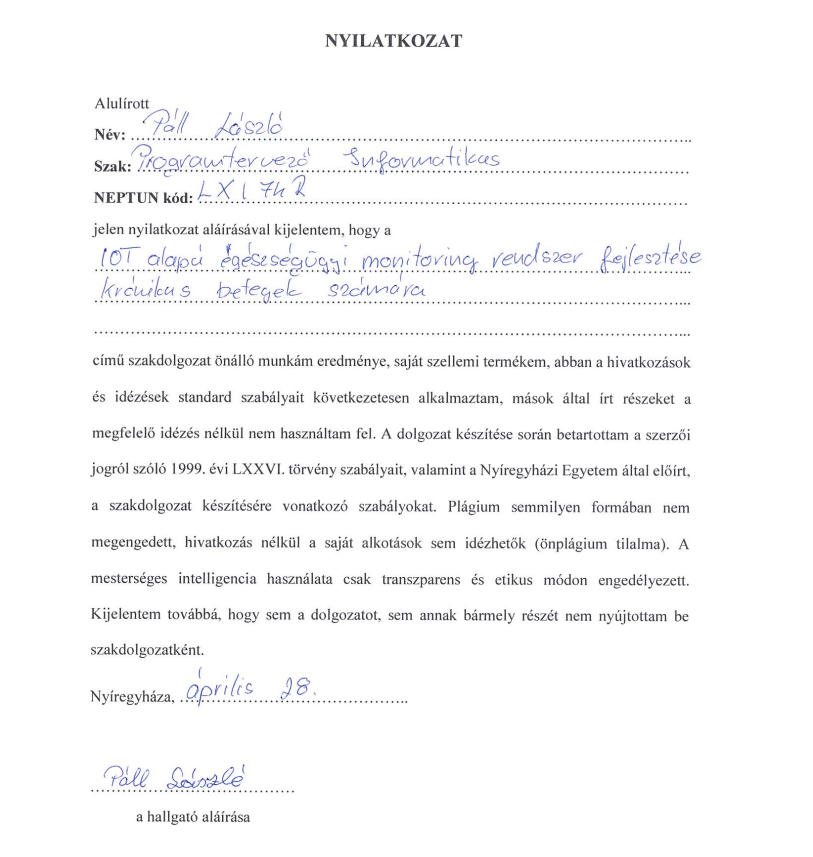 NYILATKOZAT
Alulírott
Név: Páll László
Szak: Programtervező Informatikus
NEPTUN kód: LXI7HR
jelen nyilatkozat aláírásával kijelentem, hogy a
IOT alapú égéseségügyi monitoring rendszer fejlesztése
krónikus betegek számára
című szakdolgozat önálló munkám eredménye, saját szellemi termékem, abban a hivatkozások
és idézések standard szabályait következetesen alkalmaztam, mások által írt részeket a
megfelelő idézés nélkül nem használtam fel. A dolgozat készítése során betartottam a szerzői
jogról szóló 1999. évi LXXVI. törvény szabályait, valamint a Nyíregyházi Egyetem által előírt,
a szakdolgozat készítésére vonatkozó szabályokat. Plágium semmilyen formában nem
megengedett, hivatkozás nélkül a saját alkotások sem idézhetők (önplágium tilalma). A
mesterséges intelligencia használata csak transzparens és etikus módon engedélyezett.
Kijelentem továbbá, hogy sem a dolgozatot, sem annak bármely részét nem nyújtottam be
szakdolgozatként.
Nyíregyháza, április 28.
Páll László
a hallgató aláírása